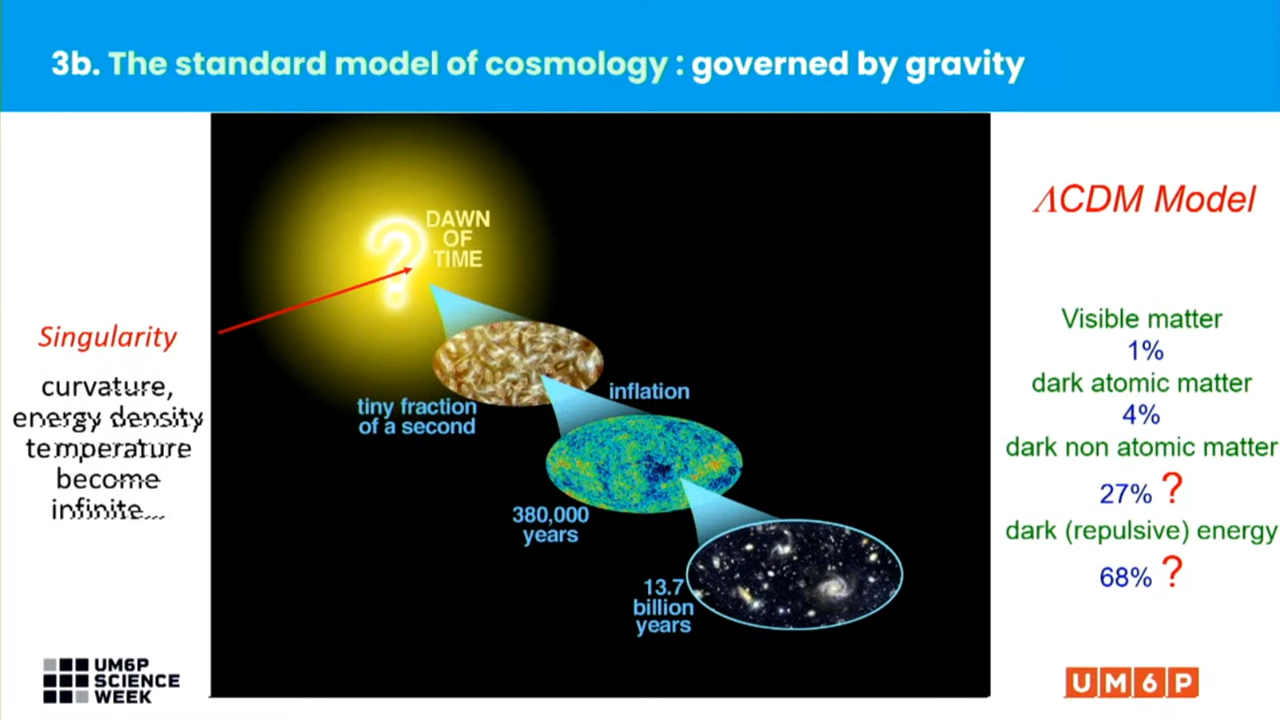 3b. The standard model of cosmology : governed by gravity
DAWN
OF
TIME
?
tiny fraction
of a second
inflation
380,000
years
13.7
billion
years
Singularity
curvature,
energy density
temperature
become
infinite...
ΛCDM Model
Visible matter
1%
dark atomic matter
4%
dark non atomic matter
27% ?
dark (repulsive) energy
68% ?
UM6P
SCIENCE
WEEK
UM6P